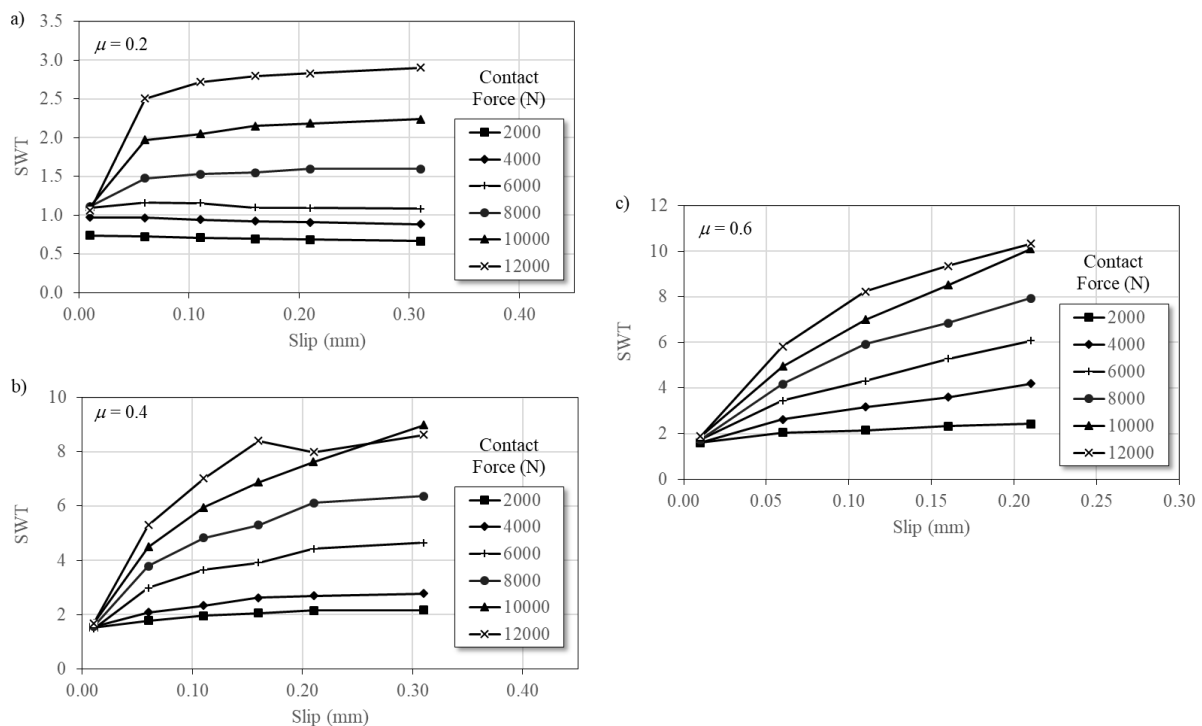 a)
μ = 0.2
SWT
3.5
3.0
2.5
2.0
1.5
1.0
0.5
0.0
0.00 0.10 0.20 0.30 0.40
Slip (mm)
Contact
Force (N)
2000
4000
6000
8000
10000
12000
b)
μ = 0.4
SWT
10
8
6
4
2
0
0.00 0.10 0.20 0.30 0.40
Slip (mm)
Contact
Force (N)
2000
4000
6000
8000
10000
12000
c)
μ = 0.6
SWT
12
10
8
6
4
2
0
0.00 0.05 0.10 0.15 0.20 0.25 0.30
Slip (mm)
Contact
Force (N)
2000
4000
6000
8000
10000
12000